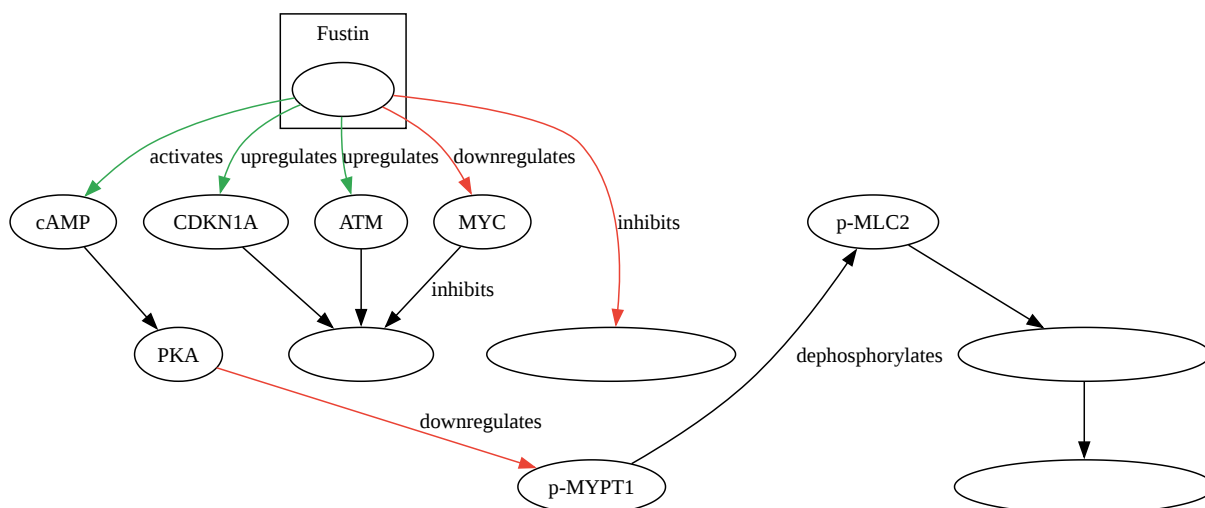 Fustin
activates
upregulates
upregulates
downregulates
cAMP
CDKN1A
ATM
MYC
inhibits
p-MLC2
inhibits
PKA
dephosphorylates
downregulates
p-MYPT1